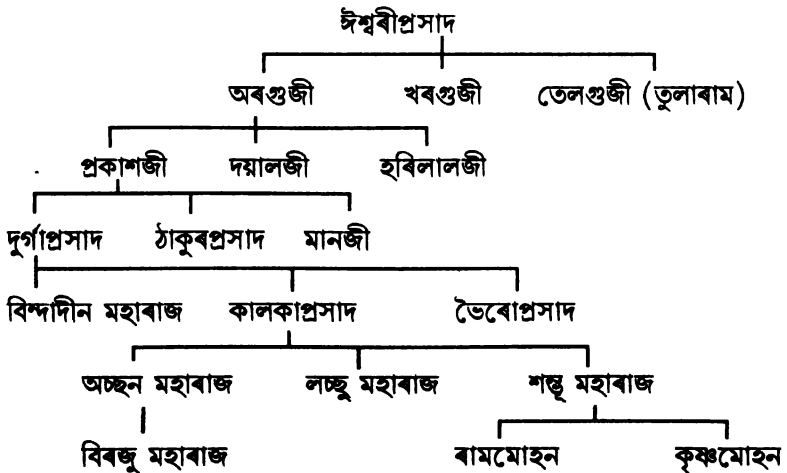 ঈশ্বৰীপ্ৰসাদ
অৰগুজী খৰগুজী তেলগুজী (তুলাৰাম)
প্ৰকাশজী দয়ালজী হৰিলালজী
দুৰ্গাপ্ৰসাদ ঠাকুৰপ্ৰসাদ মানজী
বিন্দাদীন মহাৰাজ কালকাপ্ৰসাদ ভৈৰোপ্ৰসাদ
অচ্ছন মহাৰাজ লচ্ছু মহাৰাজ শম্ভূ মহাৰাজ
বিৰজু মহাৰাজ ৰামমোহন কৃষ্ণমোহন